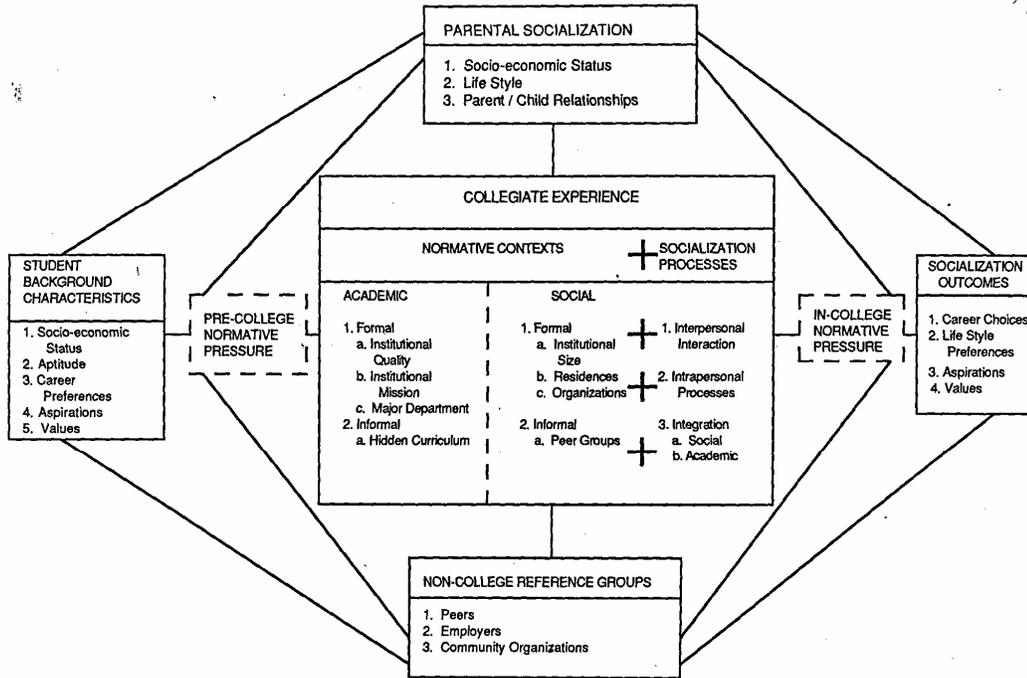 PARENTAL SOCIALIZATION
1. Socio-economic Status
2. Life Style
3. Parent / Child Relationships
COLLEGIATE EXPERIENCE
NORMATIVE CONTEXTS
SOCIALIZATION
PROCESSES
STUDENT
BACKGROUND
CHARACTERISTICS
1. Socio-economic
Status
2. Aptitude
3. Career
Preferences
4. Aspirations
5. Values
PRE-COLLEGE
NORMATIVE
PRESSURE
ACADEMIC
1. Formal
a. Institutional
Quality
b. Institutional
Mission
c. Major Department
2. Informal
a. Hidden Curriculum
SOCIAL
1. Formal
a. Institutional
Size
b. Residences
c. Organizations
2. Informal
a. Peer Groups
1. Interpersonal
Interaction
2. Intrapersonal
Processes
3. Integration
a. Social
b. Academic
IN-COLLEGE
NORMATIVE
PRESSURE
SOCIALIZATION
OUTCOMES
1. Career Choices
2. Life Style
Preferences
3. Aspirations
4. Values
NON-COLLEGE REFERENCE GROUPS
1. Peers
2. Employers
3. Community Organizations